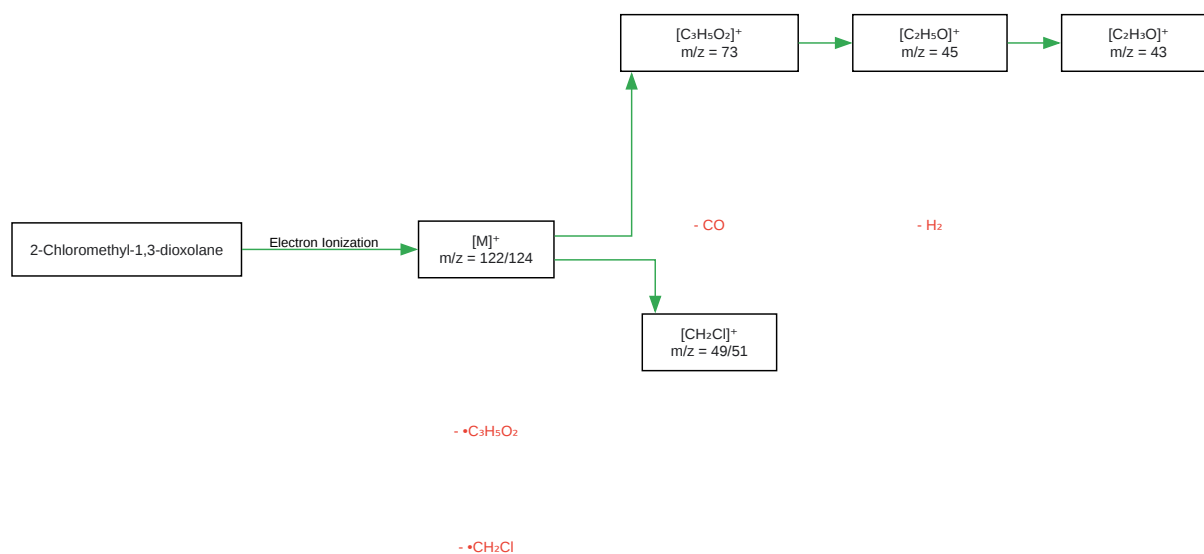 [C₃H₅O₂]⁺
m/z = 73
[C₂H₅O]⁺
m/z = 45
[C₂H₃O]⁺
m/z = 43
- CO
- H₂
2-Chloromethyl-1,3-dioxolane
Electron Ionization
[M]⁺
m/z = 122/124
[CH₂Cl]⁺
m/z = 49/51
- •C₃H₅O₂
- •CH₂Cl